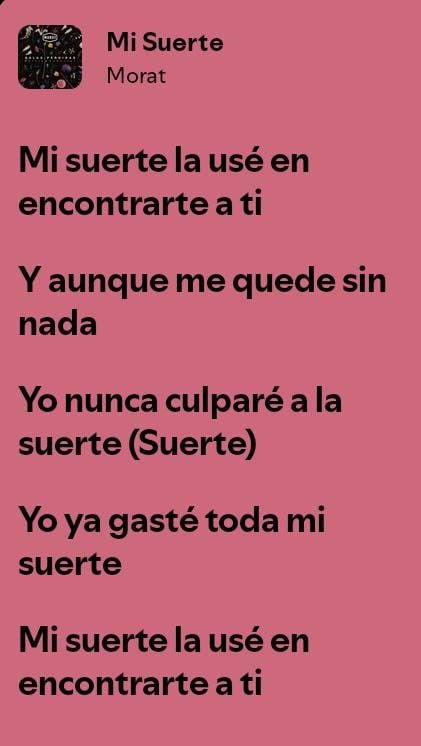 Mi Suerte
Morat
Mi suerte la usé en
encontrarte a ti
Y aunque me quede sin
nada
Yo nunca culparé a la
suerte (Suerte)
Yo ya gasté toda mi
suerte
Mi suerte la usé en
encontrarte a ti